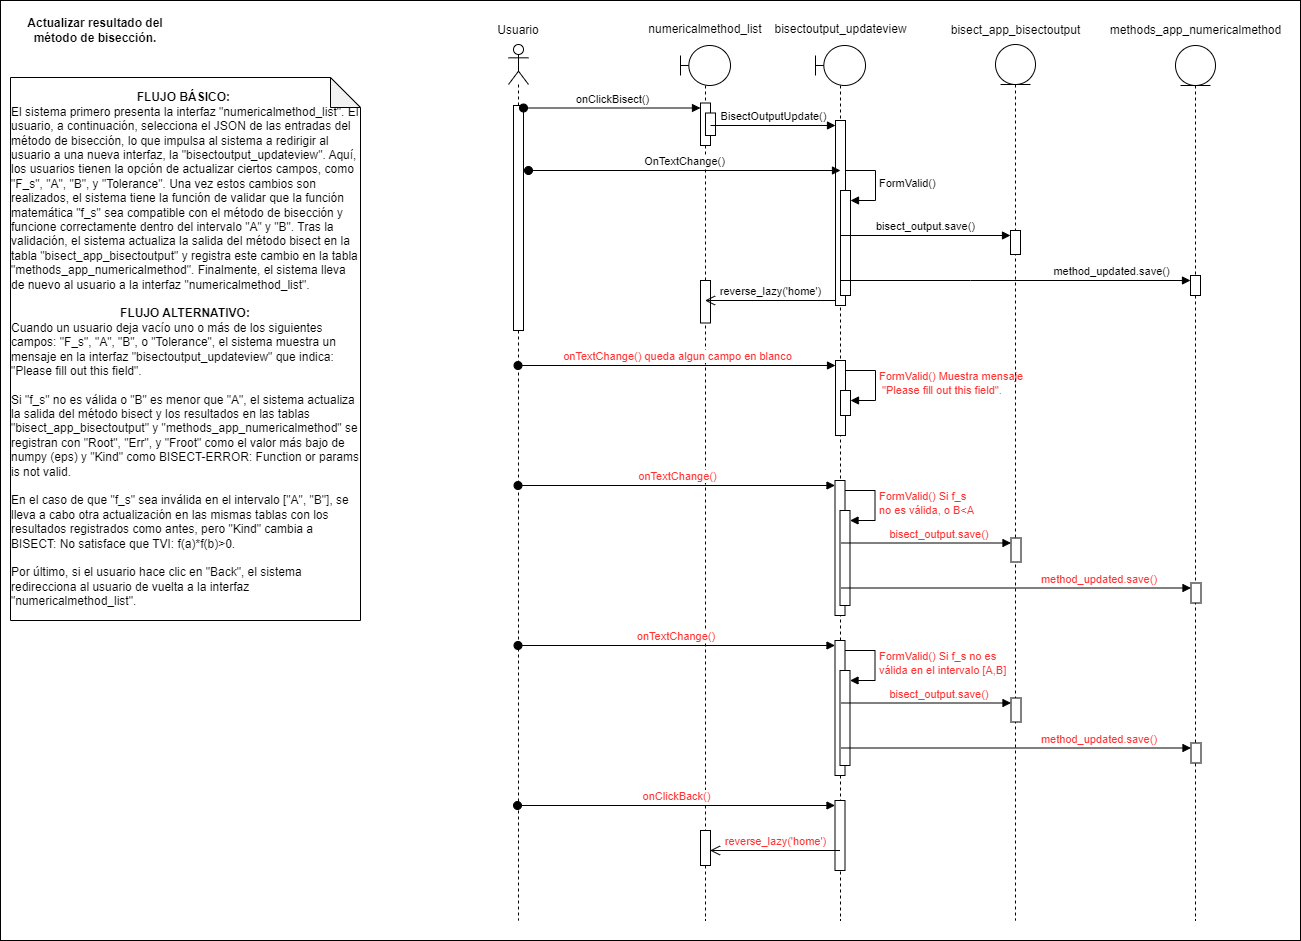 Actualizar resultado del
método de bisección.
FLUJO BÁSICO:
El sistema primero presenta la interfaz "numericalmethod_list". El
usuario, a continuación, selecciona el JSON de las entradas del
método de bisección, lo que impulsa al sistema a redirigir al
usuario a una nueva interfaz, la "bisectoutput_updateview". Aquí,
los usuarios tienen la opción de actualizar ciertos campos, como
"F_s", "A", "B", y "Tolerance". Una vez estos cambios son
realizados, el sistema tiene la función de validar que la función
matemática "f_s" sea compatible con el método de bisección y
funcione correctamente dentro del intervalo "A" y "B". Tras la
validación, el sistema actualiza la salida del método bisect en la
tabla "bisect_app_bisectoutput" y registra este cambio en la tabla
"methods_app_numericalmethod". Finalmente, el sistema lleva
de nuevo al usuario a la interfaz "numericalmethod_list".
FLUJO ALTERNATIVO:
Cuando un usuario deja vacío uno o más de los siguientes
campos: "F_s", "A", "B", o "Tolerance", el sistema muestra un
mensaje en la interfaz "bisectoutput_updateview" que indica:
"Please fill out this field".
Si "f_s" no es válida o "B" es menor que "A", el sistema actualiza
la salida del método bisect y los resultados en las tablas
"bisect_app_bisectoutput" y "methods_app_numericalmethod" se
registran con "Root", "Err", y "Froot" como el valor más bajo de
numpy (eps) y "Kind" como BISECT-ERROR: Function or params
is not valid.
En el caso de que "f_s" sea inválida en el intervalo ["A", "B"], se
lleva a cabo otra actualización en las mismas tablas con los
resultados registrados como antes, pero "Kind" cambia a
BISECT: No satisface que TVI: f(a)*f(b)>0.
Por último, si el usuario hace clic en "Back", el sistema
redirecciona al usuario de vuelta a la interfaz
"numericalmethod_list".
Usuario
numericalmethod_list
bisectoutput_updateview
bisect_app_bisectoutput
methods_app_numericalmethod
onClickBisect()
BisectOutputUpdate()
OnTextChange()
FormValid()
bisect_output.save()
method_updated.save()
reverse_lazy('home')
onTextChange() queda algun campo en blanco
FormValid() Muestra mensaje
"Please fill out this field".
onTextChange()
FormValid() Si f_s
no es válida, o B<A
bisect_output.save()
method_updated.save()
onTextChange()
FormValid() Si f_s no es
válida en el intervalo [A,B]
bisect_output.save()
method_updated.save()
onClickBack()
reverse_lazy('home')